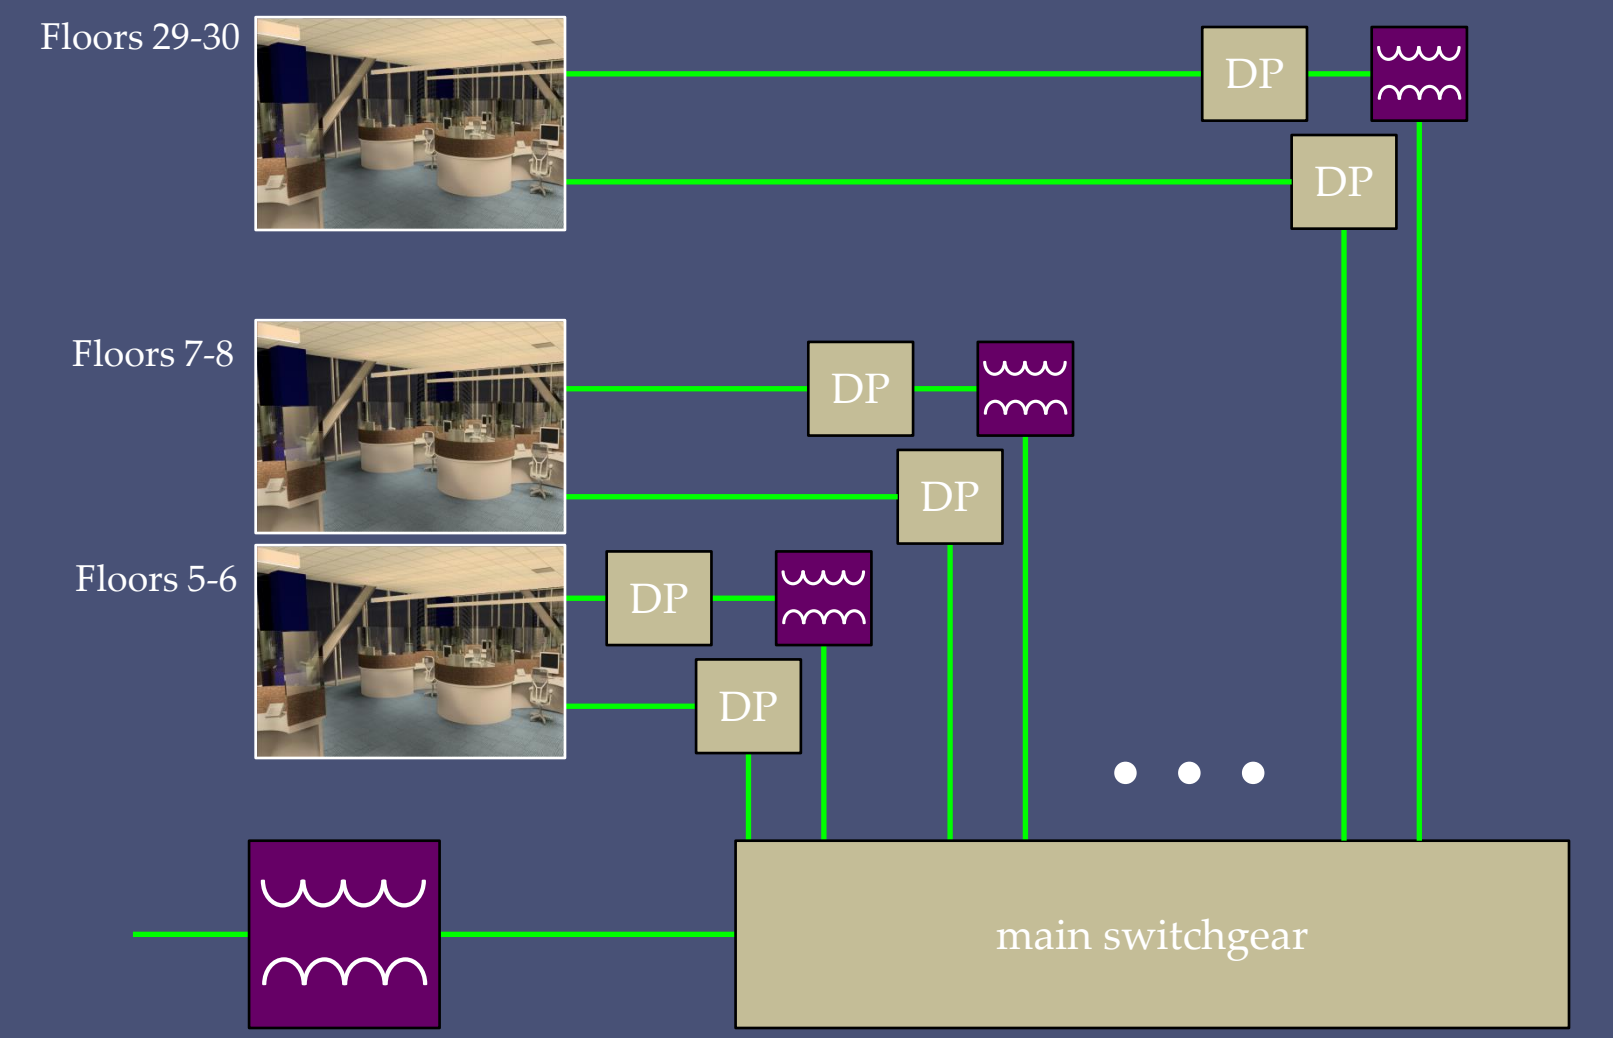 Floors 29-30
DP
DP
Floors 7-8
DP
DP
Floors 5-6
DP
DP
main switchgear